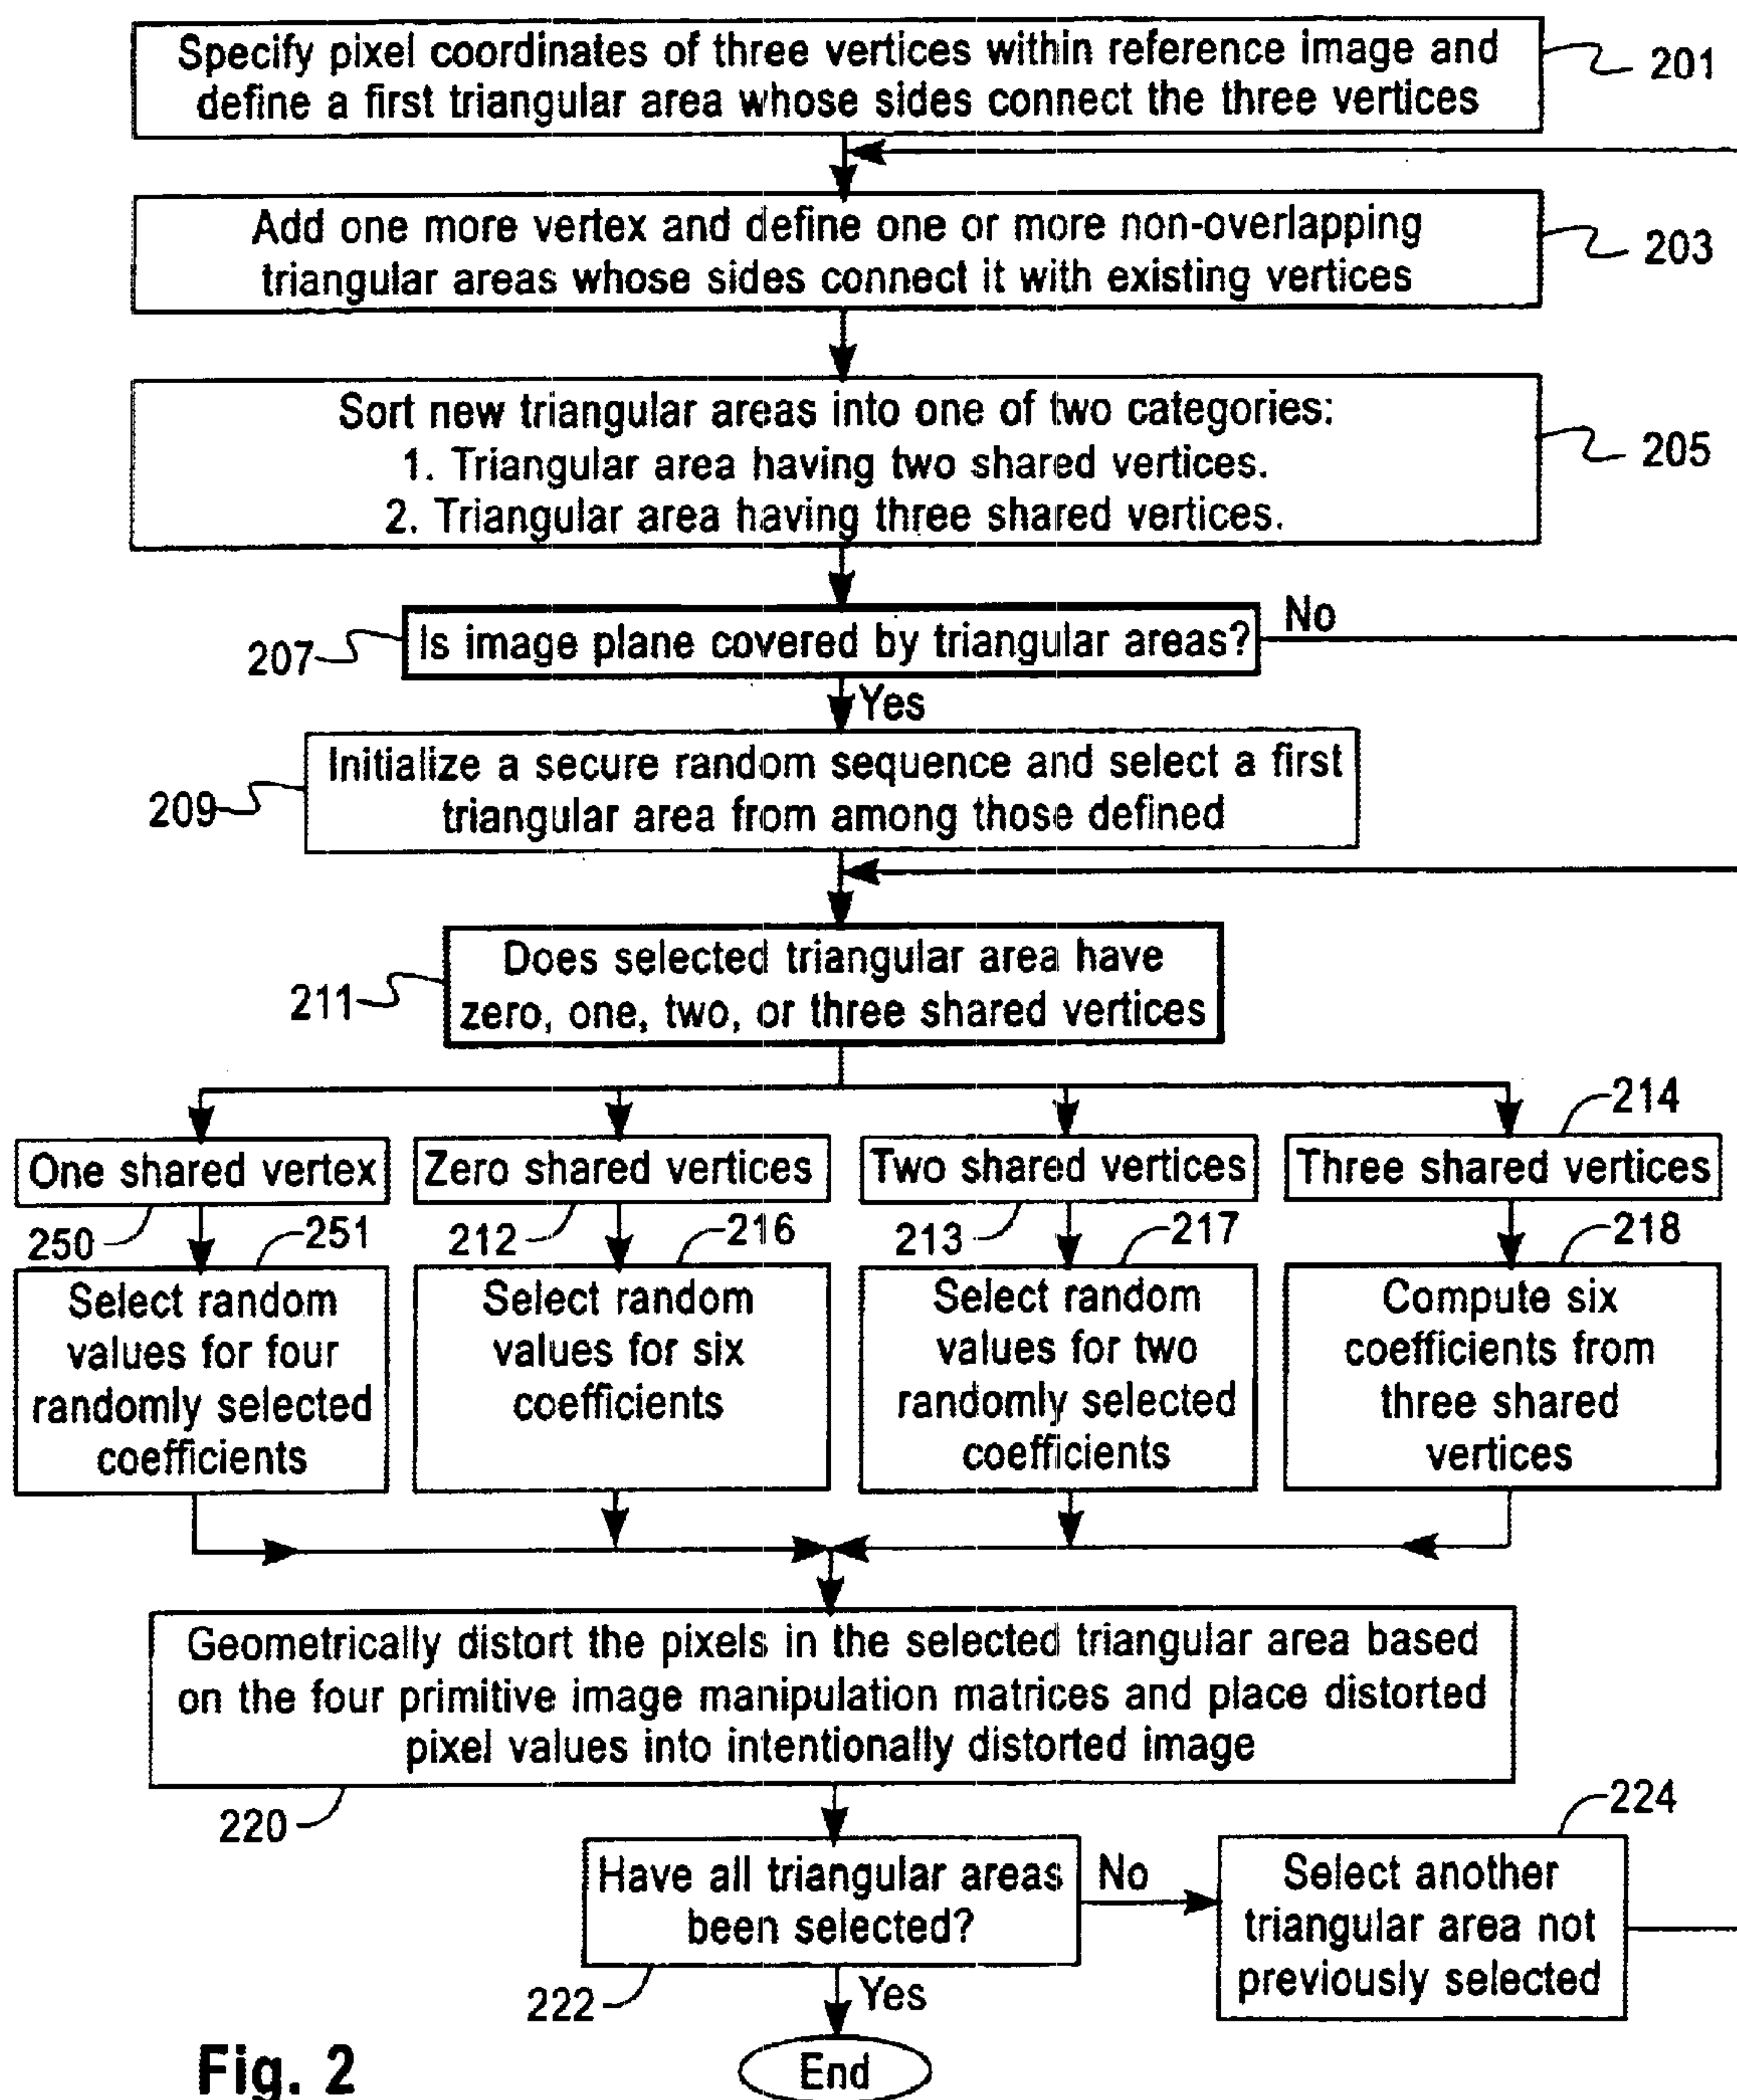 Specify pixel coordinates of three vertices within reference image and
define a first triangular area whose sides connect the three vertices
201
Add one more vertex and define one or more non-overlapping
triangular areas whose sides connect it with existing vertices
203
Sort new triangular areas into one of two categories:
1. Triangular area having two shared vertices.
2. Triangular area having three shared vertices.
205
Is image plane covered by triangular areas?
No
207
Yes
Initialize a secure random sequence and select a first
triangular area from among those defined
209
Does selected triangular area have
zero, one, two, or three shared vertices
211
214
One shared vertex
Zero shared vertices
Two shared vertices
Three shared vertices
250
251
212
216
213
217
218
Select random
values for four
randomly selected
coefficients
Select random
values for six
coefficients
Select random
values for two
randomly selected
coefficients
Compute six
coefficients from
three shared
vertices
Geometrically distort the pixels in the selected triangular area based
on the four primitive image manipulation matrices and place distorted
pixel values into intentionally distorted image
220
224
Have all triangular areas
been selected?
No
Select another
triangular area not
previously selected
222
Yes
End
Fig. 2